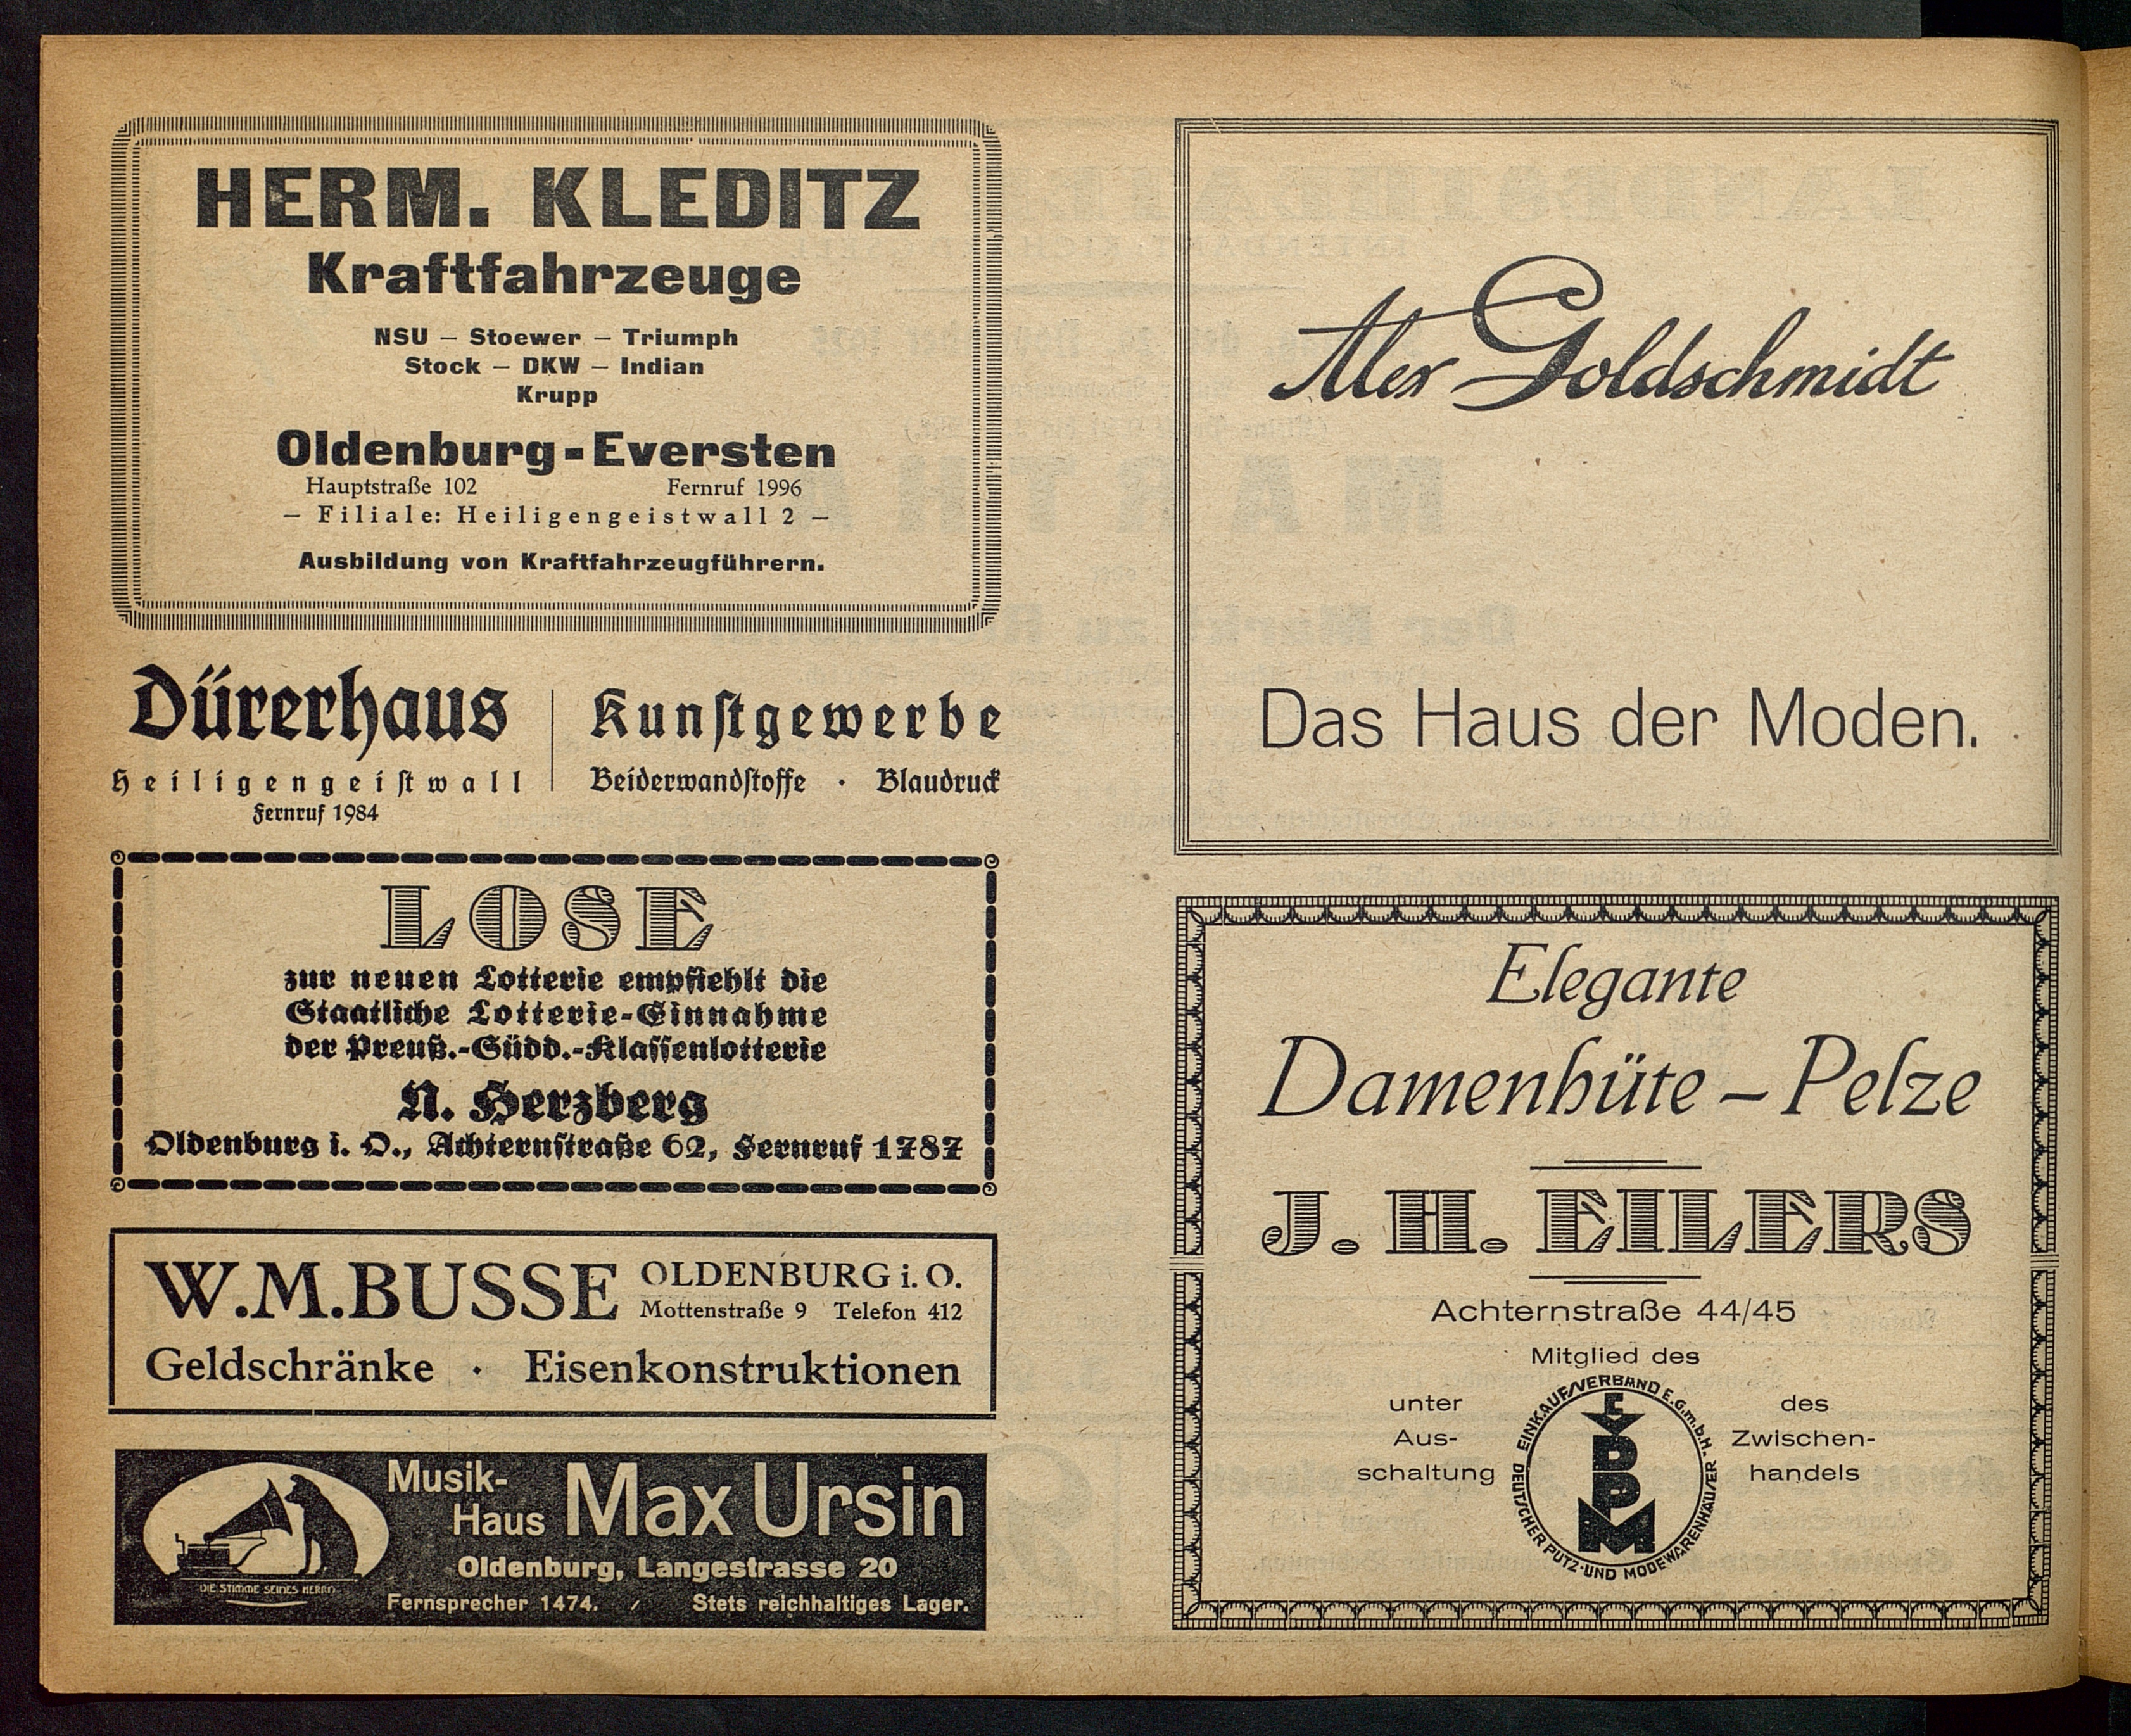 HERM. KLEDITZ
Kraftfahrzeuge
NSU – Stoewer – Triumph
Stock – DKW – Indian
Krupp
Oldenburg-Eversten
Hauptstraße 102 Fernruf 1996
– Filiale: Heiligengeistwall 2 –
Ausbildung von Kraftfahrzeugführern.
Dürerhaus
Heiligengeistwall
Fernruf 1984
Kunstgewerbe
Beiderwandstoffe · Blaudruck
LOSE
zur neuen Lotterie empfiehlt die
Staatliche Lotterie-Einnahme
der Preuß.-Südd.-Klassenlotterie
N. Herzberg
Oldenburg i. O., Achternstraße 62, Fernruf 1787
W.M.BUSSE
OLDENBURG i. O.
Mottenstraße 9 Telefon 412
Geldschränke · Eisenkonstruktionen
Musik-
Haus Max Ursin
Oldenburg, Langestrasse 20
Fernsprecher 1474. / Stets reichhaltiges Lager.
DIE STIMME SEINES HERRN
Alex Goldschmidt
Das Haus der Moden.
Elegante
Damenhüte – Pelze
J. H. EILERS
Achternstraße 44/45
Mitglied des
EINKAUFSVERBAND E.G.m.b.H.
DEUTSCHER PUTZ-UND MODEWARENHÄUSER
E
V
D
P
M
unter
Aus-
schaltung
des
Zwischen-
handels